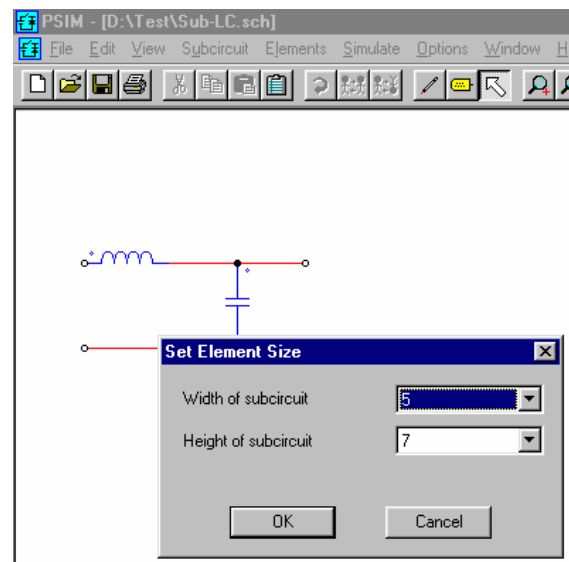 PSIM - [D:\Test\Sub-LC.sch]
File Edit View Subcircuit Elements Simulate Options Window H
Set Element Size
Width of subcircuit 5
Height of subcircuit 7
OK Cancel